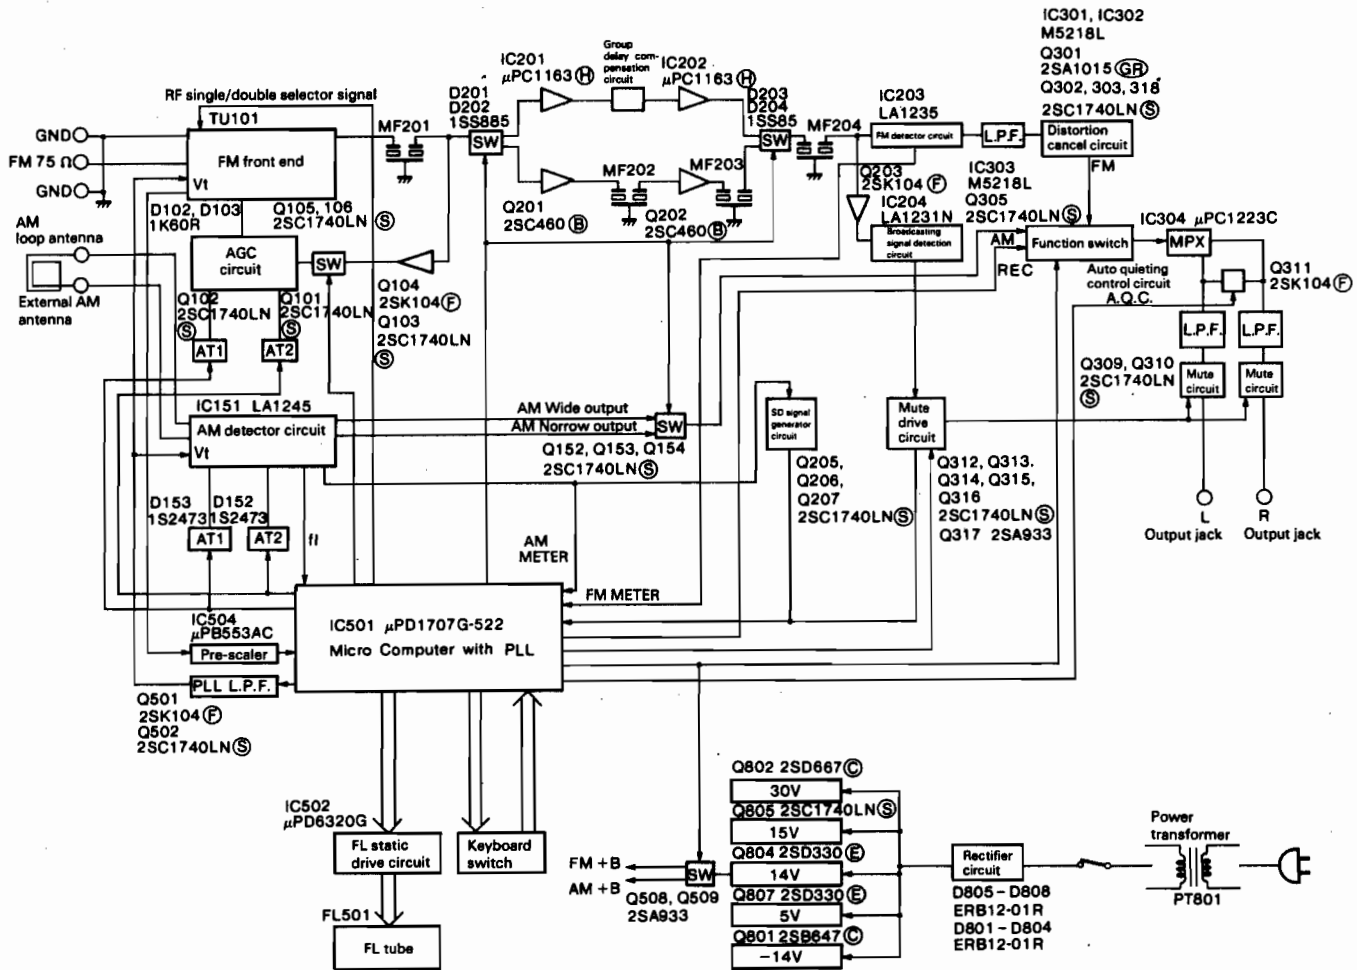 IC301, IC302
M5218L
Q301
2SA1015 GR
Q302, 303, 318
2SC1740LN S
Distortion
cancel circuit
FM
IC201
μPC1163 H
Group
delay com-
pensation
circuit
IC202
μPC1163 H
RF single/double selector signal
TU101
D201
D202
1SS885
D203
D204
1SS85
IC203
LA1235
FM detector circuit
L.P.F.
GND
FM 75 Ω
GND
FM front end
Vt
MF201
SW
SW
MF204
MF202
MF203
Q201
2SC460 B
Q202
2SC460 B
Q203
2SK104 F
IC204
LA1231N
Broadcasting
signal detection
circuit
IC303
M5218L
Q305
2SC1740LN S
AM
REC
Function switch
IC304 μPC1223C
MPX
Auto quieting
control circuit
A.Q.C.
Q311
2SK104 F
L.P.F.
L.P.F.
Q309, Q310
2SC1740LN
S
Mute
circuit
Mute
circuit
L
Output jack
R
Output jack
AM
loop antenna
External AM
antenna
D102, D103
1K60R
Q105, 106
2SC1740LN S
AGC
circuit
SW
Q102
2SC1740LN
S
Q101
2SC1740LN
S
Q104
2SK104 F
Q103
2SC1740LN
S
AT1
AT2
IC151 LA1245
AM detector circuit
Vt
AM Wide output
AM Narrow output
SW
Q152, Q153, Q154
2SC1740LN S
SD signal
generator
circuit
Q205,
Q206,
Q207
2SC1740LN S
Mute
drive
circuit
Q312, Q313.
Q314, Q315,
Q316
2SC1740LN S
Q317 2SA933
D153
1S2473
D152
1S2473
AT1
AT2
fI
AM
METER
FM METER
IC504
μPB553AC
Pre-scaler
PLL L.P.F.
Q501
2SK104 F
Q502
2SC1740LN S
IC501 μPD1707G-522
Micro Computer with PLL
IC502
μPD6320G
FL static
drive circuit
Keyboard
switch
FL501
FL tube
FM +B
AM +B
SW
Q508, Q509
2SA933
Q802 2SD667 C
30V
Q805 2SC1740LN S
15V
Q804 2SD330 E
14V
Q807 2SD330 E
5V
Q801 2SB647 C
−14V
Rectifier
circuit
D805 – D808
ERB12-01R
D801 – D804
ERB12-01R
Power
transformer
PT801